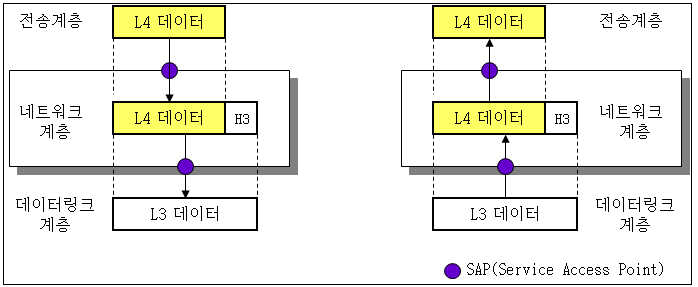 전송계층 L4 데이터 L4 데이터 전송계층
네트워크 계층 L4 데이터 H3 L4 데이터 H3 네트워크 계층
데이터링크 계층 L3 데이터 L3 데이터 데이터링크 계층
SAP(Service Access Point)